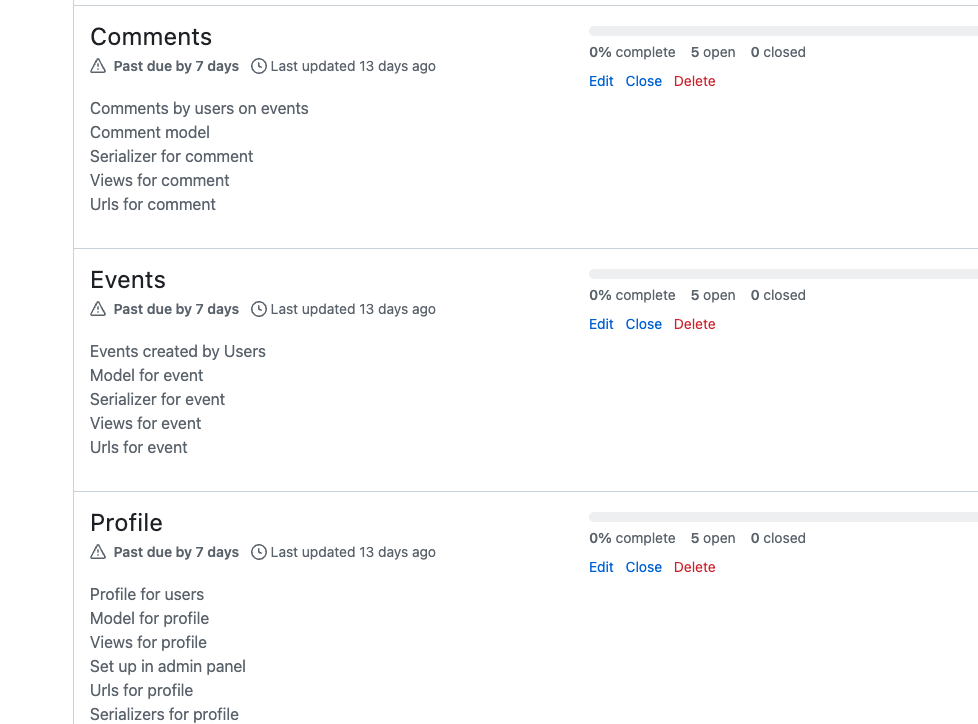 Comments
Past due by 7 days Last updated 13 days ago
0% complete 5 open 0 closed
Edit Close Delete
Comments by users on events
Comment model
Serializer for comment
Views for comment
Urls for comment
Events
Past due by 7 days Last updated 13 days ago
0% complete 5 open 0 closed
Edit Close Delete
Events created by Users
Model for event
Serializer for event
Views for event
Urls for event
Profile
Past due by 7 days Last updated 13 days ago
0% complete 5 open 0 closed
Edit Close Delete
Profile for users
Model for profile
Views for profile
Set up in admin panel
Urls for profile
Serializers for profile